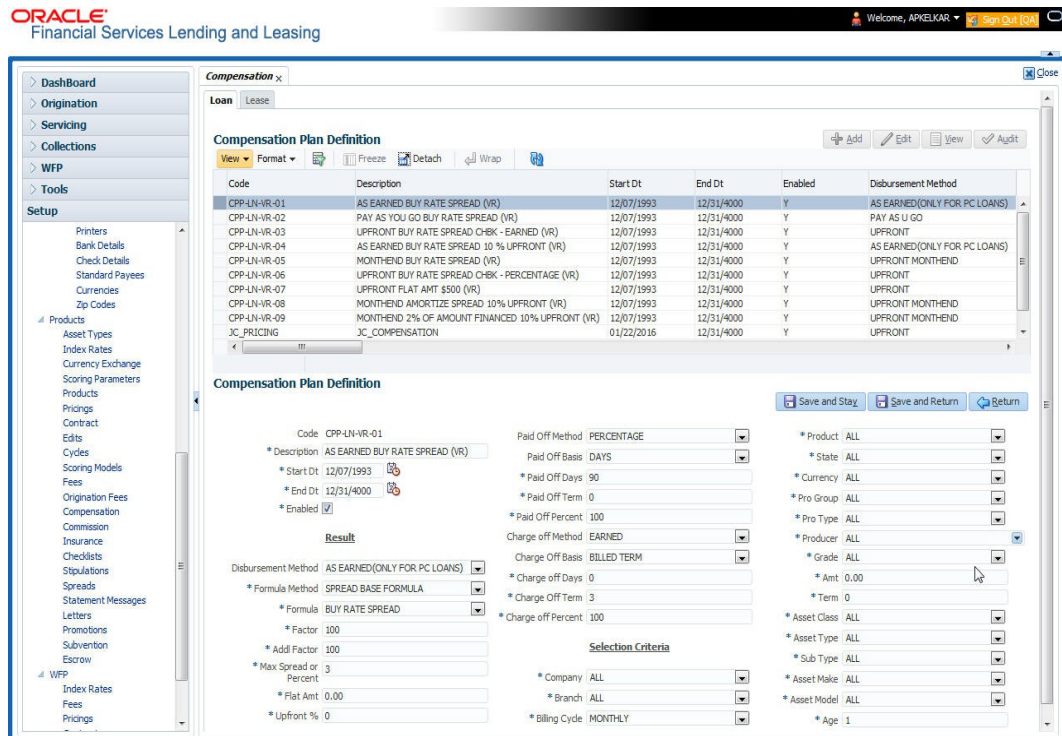 ORACLE
Financial Services Lending and Leasing
Welcome, APKELKAR
Sign Out [QA]
Close
DashBoard
Origination
Servicing
Collections
WFP
Tools
Setup
Printers
Bank Details
Check Details
Standard Payees
Currencies
Zip Codes
Products
Asset Types
Index Rates
Currency Exchange
Scoring Parameters
Products
Pricings
Contract
Edits
Cycles
Scoring Models
Fees
Origination Fees
Compensation
Commission
Insurance
Checklists
Stipulations
Spreads
Statement Messages
Letters
Promotions
Subvention
Escrow
WFP
Index Rates
Fees
Pricings
Compensation x
Loan Lease
Compensation Plan Definition
Add Edit View Audit
View Format Freeze Detach Wrap
Code Description Start Dt End Dt Enabled Disbursement Method
CPP-LN-VR-01 AS EARNED BUY RATE SPREAD (VR) 12/07/1993 12/31/4000 Y AS EARNED(ONLY FOR PC LOANS)
CPP-LN-VR-02 PAY AS YOU GO BUY RATE SPREAD (VR) 12/07/1993 12/31/4000 Y PAY AS U GO
CPP-LN-VR-03 UPFRONT BUY RATE SPREAD CHBK - EARNED (VR) 12/07/1993 12/31/4000 Y UPFRONT
CPP-LN-VR-04 AS EARNED BUY RATE SPREAD 10 % UPFRONT (VR) 12/07/1993 12/31/4000 Y AS EARNED(ONLY FOR PC LOANS)
CPP-LN-VR-05 MONTHEND BUY RATE SPREAD (VR) 12/07/1993 12/31/4000 Y UPFRONT MONTHEND
CPP-LN-VR-06 UPFRONT BUY RATE SPREAD CHBK - PERCENTAGE (VR) 12/07/1993 12/31/4000 Y UPFRONT
CPP-LN-VR-07 UPFRONT FLAT AMT $500 (VR) 12/07/1993 12/31/4000 Y UPFRONT
CPP-LN-VR-08 MONTHEND AMORTIZE SPREAD 10% UPFRONT (VR) 12/07/1993 12/31/4000 Y UPFRONT MONTHEND
CPP-LN-VR-09 MONTHEND 2% OF AMOUNT FINANCED 10% UPFRONT (VR) 12/07/1993 12/31/4000 Y UPFRONT MONTHEND
JC_PRICING JC_COMPENSATION 01/22/2016 12/31/4000 Y UPFRONT
Compensation Plan Definition
Save and Stay Save and Return Return
Code CPP-LN-VR-01
* Description AS EARNED BUY RATE SPREAD (VR)
* Start Dt 12/07/1993
* End Dt 12/31/4000
* Enabled
Result
Disbursement Method AS EARNED(ONLY FOR PC LOANS)
* Formula Method SPREAD BASE FORMULA
* Formula BUY RATE SPREAD
* Factor 100
* Addl Factor 100
* Max Spread or Percent 3
* Flat Amt 0.00
* Upfront % 0
Paid Off Method PERCENTAGE
Paid Off Basis DAYS
* Paid Off Days 90
* Paid Off Term 0
* Paid Off Percent 100
Charge off Method EARNED
Charge Off Basis BILLED TERM
* Charge off Days 0
* Charge Off Term 3
* Charge off Percent 100
Selection Criteria
* Company ALL
* Branch ALL
* Billing Cycle MONTHLY
* Product ALL
* State ALL
* Currency ALL
* Pro Group ALL
* Pro Type ALL
* Producer ALL
* Grade ALL
* Amt 0.00
* Term 0
* Asset Class ALL
* Asset Type ALL
* Sub Type ALL
* Asset Make ALL
* Asset Model ALL
* Age 1